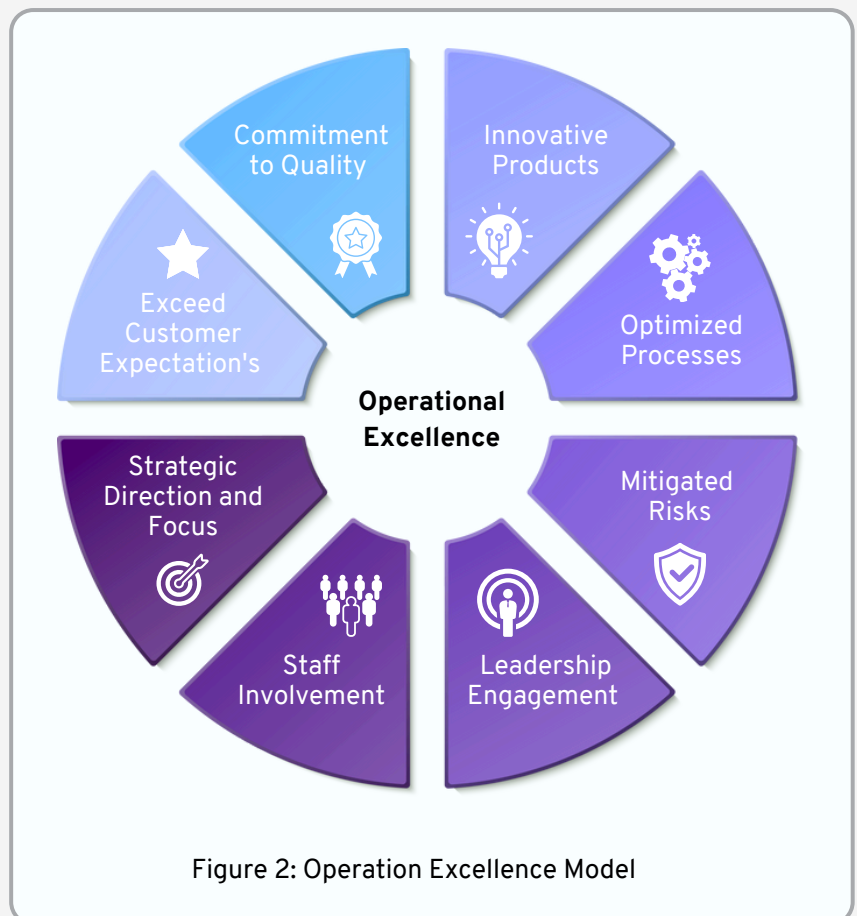 Commitment
to Quality
Innovative
Products
Exceed
Customer
Expectation's
Optimized
Processes
Operational
Excellence
Strategic
Direction and
Focus
Mitigated
Risks
Staff
Involvement
Leadership
Engagement
Figure 2: Operation Excellence Model